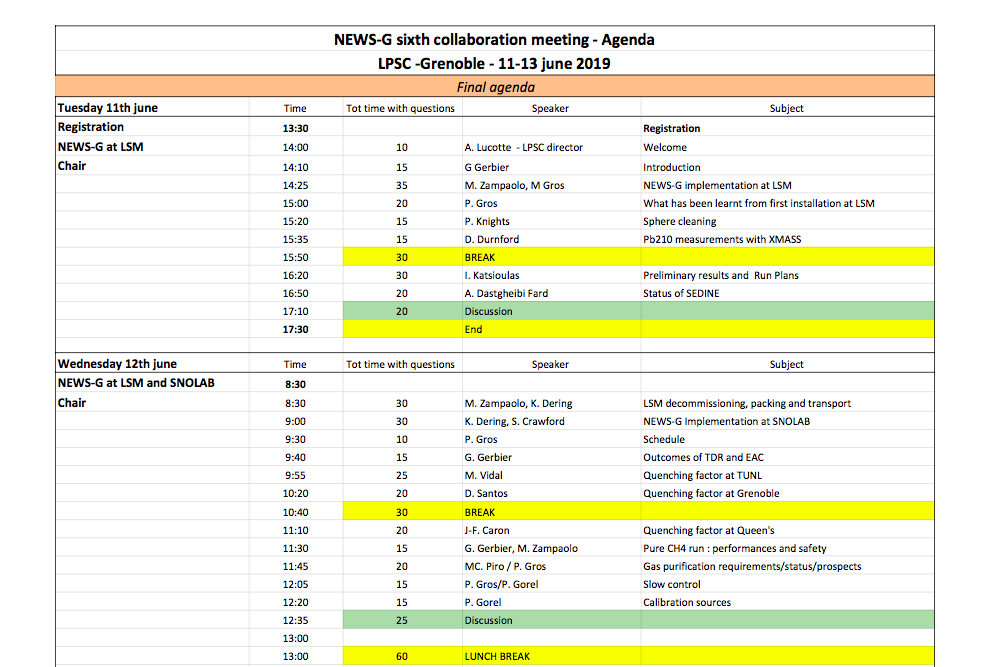 NEWS-G sixth collaboration meeting - Agenda
LPSC -Grenoble - 11-13 june 2019
Final agenda
Tuesday 11th june Time Tot time with questions Speaker Subject
Registration 13:30 Registration
NEWS-G at LSM 14:00 10 A. Lucotte - LPSC director Welcome
Chair 14:10 15 G Gerbier Introduction
14:25 35 M. Zampaolo, M Gros NEWS-G implementation at LSM
15:00 20 P. Gros What has been learnt from first installation at LSM
15:20 15 P. Knights Sphere cleaning
15:35 15 D. Durnford Pb210 measurements with XMASS
15:50 30 BREAK
16:20 30 I. Katsioulas Preliminary results and Run Plans
16:50 20 A. Dastgheibi Fard Status of SEDINE
17:10 20 Discussion
17:30 End
Wednesday 12th june Time Tot time with questions Speaker Subject
NEWS-G at LSM and SNOLAB 8:30
Chair 8:30 30 M. Zampaolo, K. Dering LSM decommissioning, packing and transport
9:00 30 K. Dering, S. Crawford NEWS-G Implementation at SNOLAB
9:30 10 P. Gros Schedule
9:40 15 G. Gerbier Outcomes of TDR and EAC
9:55 25 M. Vidal Quenching factor at TUNL
10:20 20 D. Santos Quenching factor at Grenoble
10:40 30 BREAK
11:10 20 J-F. Caron Quenching factor at Queen's
11:30 15 G. Gerbier, M. Zampaolo Pure CH4 run : performances and safety
11:45 20 MC. Piro / P. Gros Gas purification requirements/status/prospects
12:05 15 P. Gros/P. Gorel Slow control
12:20 15 P. Gorel Calibration sources
12:35 25 Discussion
13:00
13:00 60 LUNCH BREAK